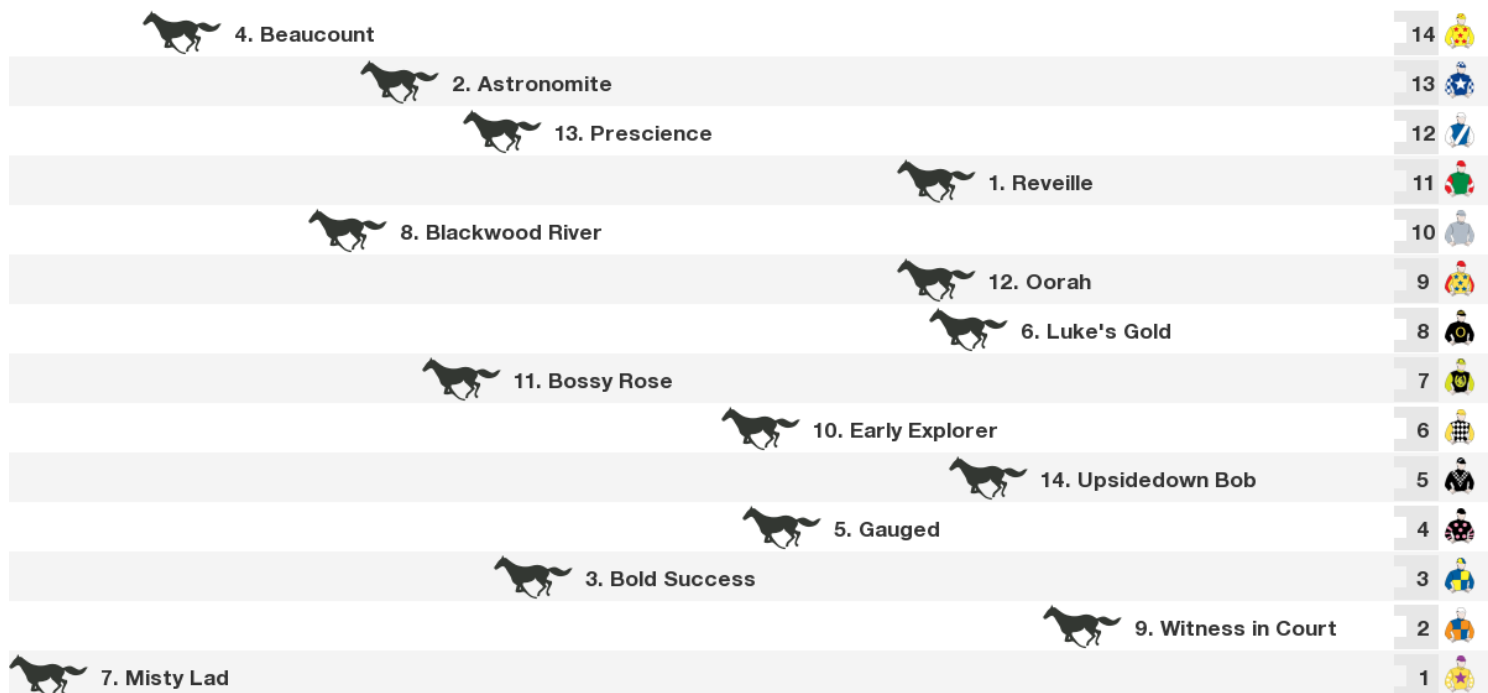 4. Beaucount 14
2. Astronomite 13
13. Prescience 12
1. Reveille 11
8. Blackwood River 10
12. Oorah 9
6. Luke's Gold 8
11. Bossy Rose 7
10. Early Explorer 6
14. Upsidedown Bob 5
5. Gauged 4
3. Bold Success 3
9. Witness in Court 2
7. Misty Lad 1